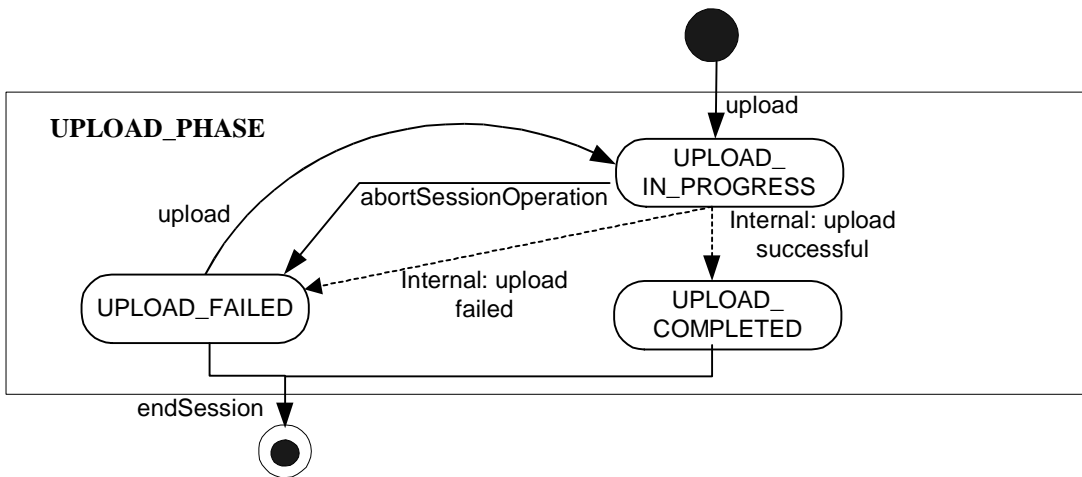 upload
UPLOAD_PHASE
UPLOAD_
IN_PROGRESS
abortSessionOperation
upload
Internal: upload
successful
Internal: upload
failed
UPLOAD_FAILED
UPLOAD_
COMPLETED
endSession